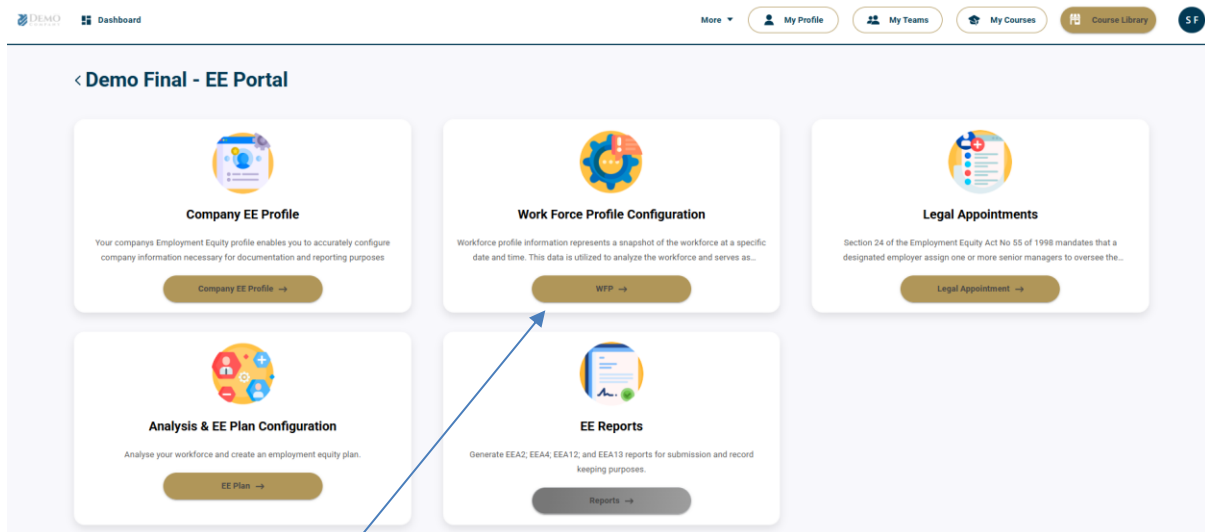 DEMO
COMPANY
Dashboard
More
My Profile
My Teams
My Courses
Course Library
S F
< Demo Final - EE Portal
Company EE Profile
Your companys Employment Equity profile enables you to accurately configure
company information necessary for documentation and reporting purposes
Company EE Profile →
Work Force Profile Configuration
Workforce profile information represents a snapshot of the workforce at a specific
date and time. This data is utilized to analyze the workforce and serves as...
WFP →
Legal Appointments
Section 24 of the Employment Equity Act No 55 of 1998 mandates that a
designated employer assign one or more senior managers to oversee the...
Legal Appointment →
Analysis & EE Plan Configuration
Analyse your workforce and create an employment equity plan.
EE Plan →
EE Reports
Generate EEA2; EEA4; EEA12; and EEA13 reports for submission and record
keeping purposes.
Reports →